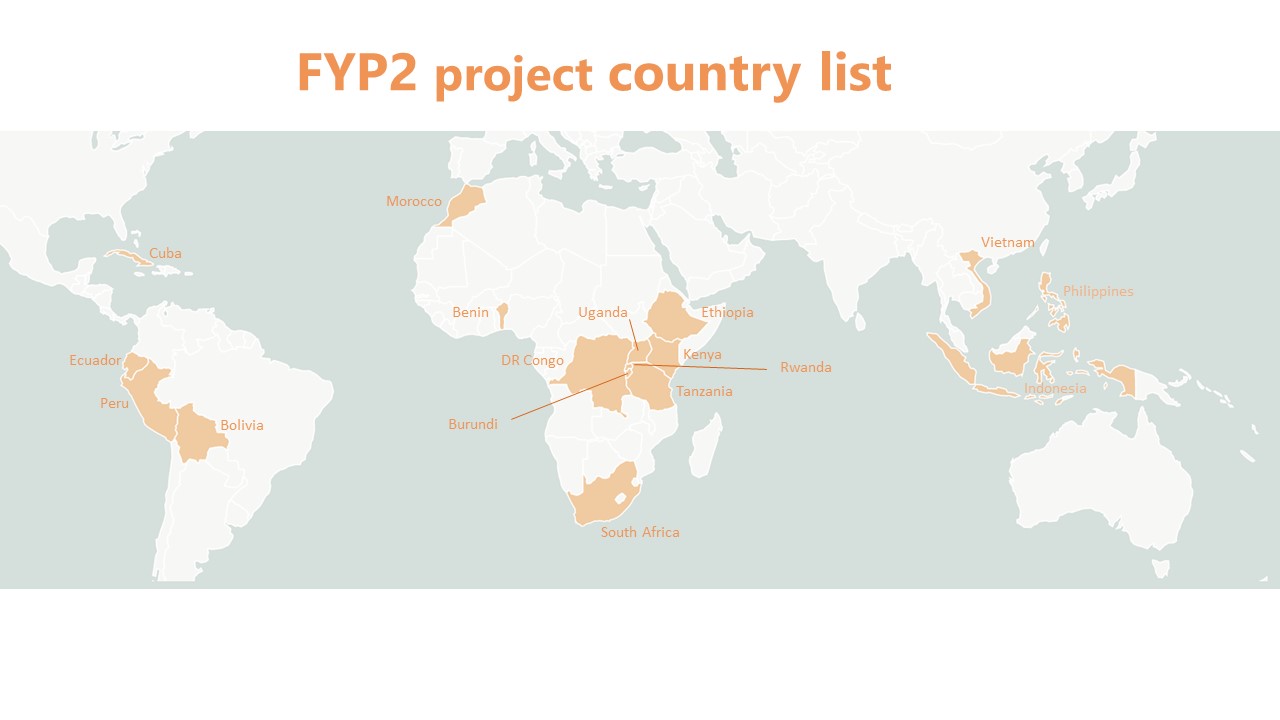 FYP2 project country list
Morocco
Cuba
Vietnam
Philippines
Benin
Uganda
Ethiopia
Ecuador
DR Congo
Kenya
Rwanda
Peru
Tanzania
Indonesia
Bolivia
Burundi
South Africa